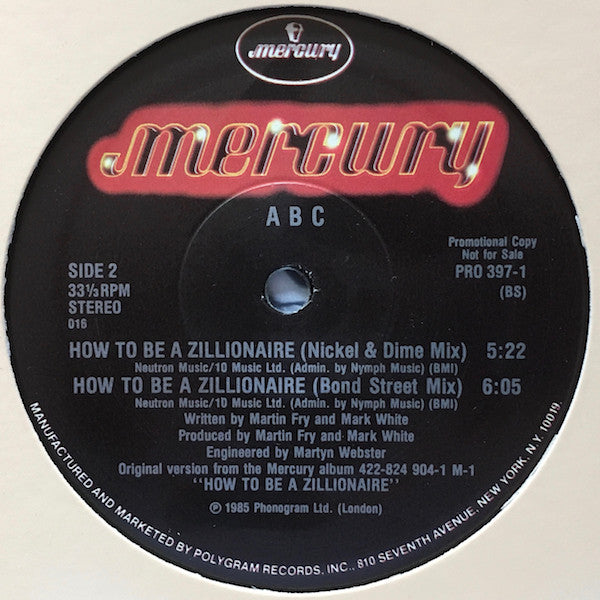 mercury
mercury
ABC
Promotional Copy
Not for Sale
SIDE 2
PRO 397-1
33⅓ RPM
(BS)
STEREO
016
HOW TO BE A ZILLIONAIRE (Nickel & Dime Mix) 5:22
Neutron Music/10 Music Ltd. (Admin. by Nymph Music) (BMI)
HOW TO BE A ZILLIONAIRE (Bond Street Mix) 6:05
Neutron Music/10 Music Ltd. (Admin. by Nymph Music) (BMI)
Written by Martin Fry and Mark White
Produced by Martin Fry and Mark White
Engineered by Martyn Webster
Original version from the Mercury album 422-824 904-1 M-1
"HOW TO BE A ZILLIONAIRE"
℗ 1985 Phonogram Ltd. (London)
MANUFACTURED AND MARKETED BY POLYGRAM RECORDS, INC., 810 SEVENTH AVENUE, NEW YORK, N.Y. 10019.